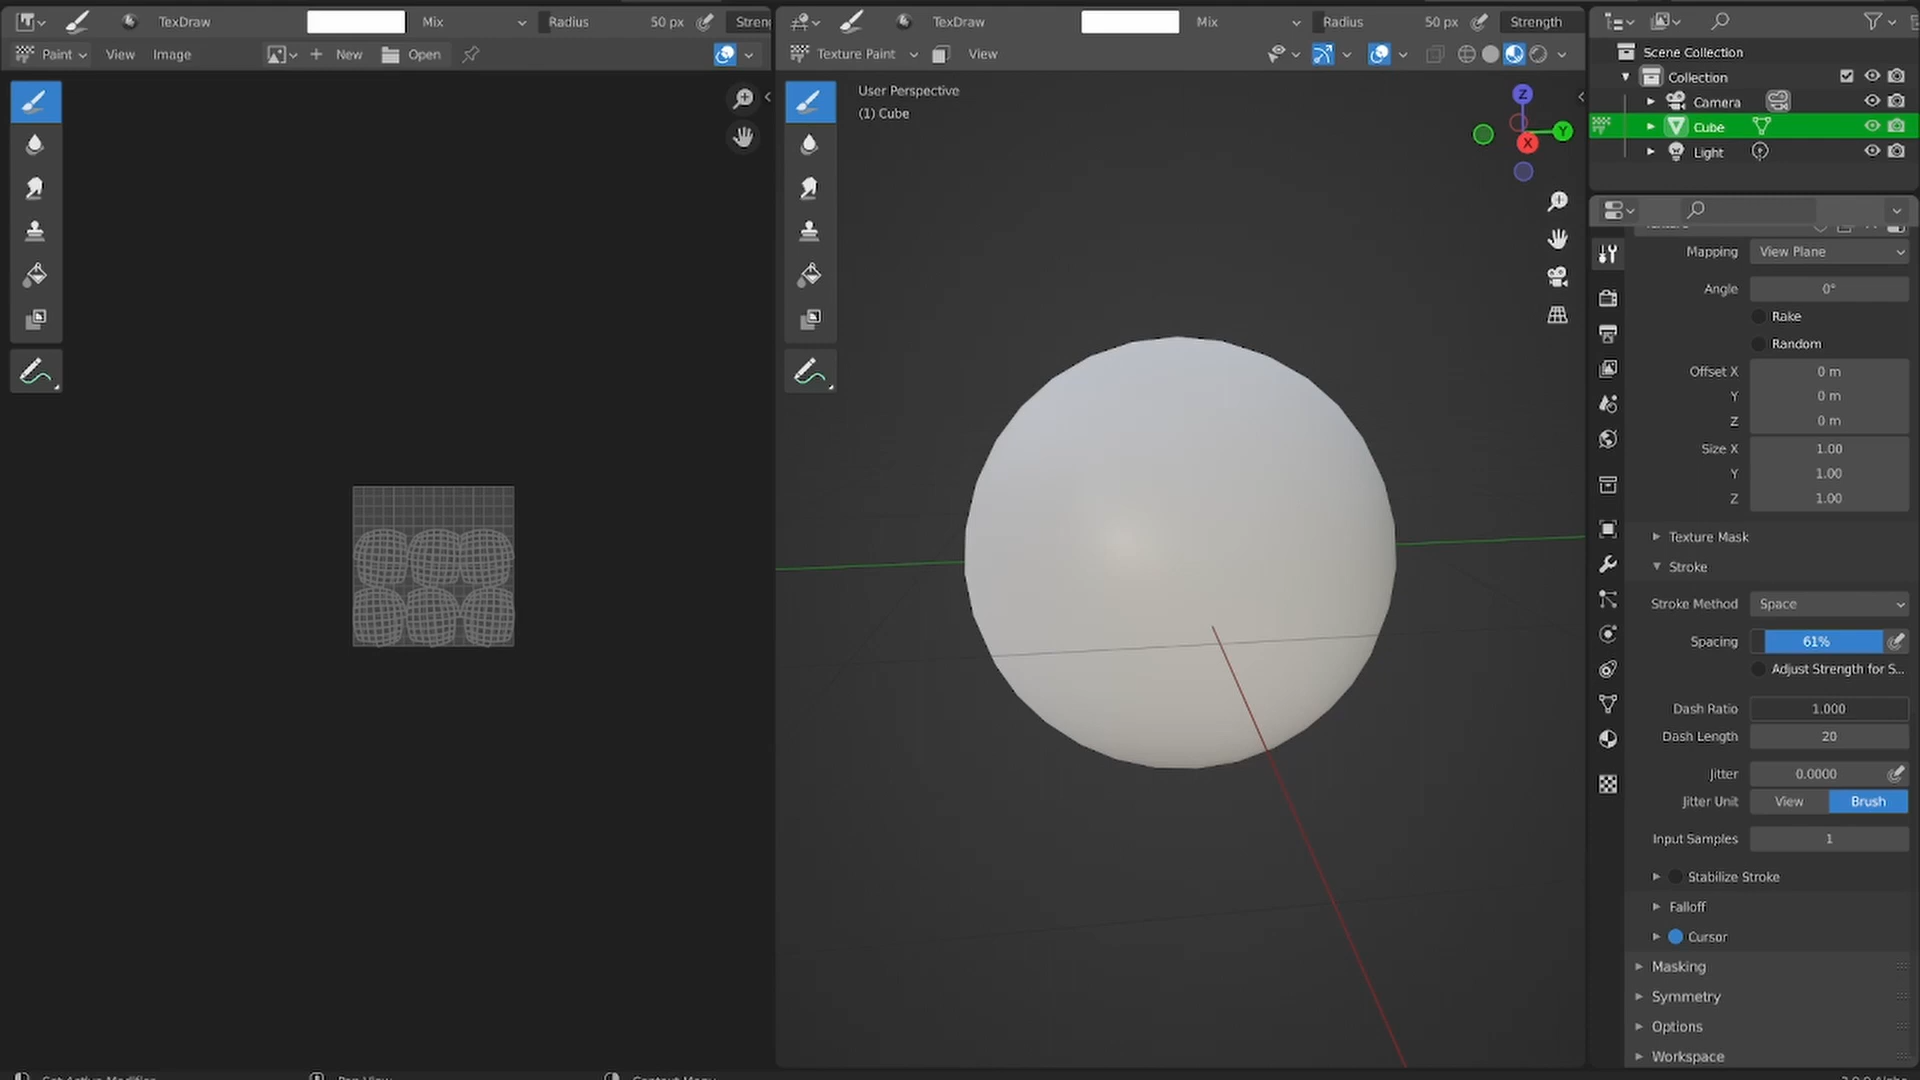 TexDraw
Mix
Radius
50 px
Paint
View
Image
New
Open
TexDraw
Mix
Radius
50 px
Strength
Texture Paint
View
User Perspective
(1) Cube
Z
Y
X
Scene Collection
Collection
Camera
Cube
Light
Mapping View Plane
Angle 0°
Rake
Random
Offset X 0 m
Y 0 m
Z 0 m
Size X 1.00
Y 1.00
Z 1.00
Texture Mask
Stroke
Stroke Method Space
Spacing 61%
Adjust Strength for S...
Dash Ratio 1.000
Dash Length 20
Jitter 0.0000
Jitter Unit View Brush
Input Samples 1
Stabilize Stroke
Falloff
Cursor
Masking
Symmetry
Options
Workspace